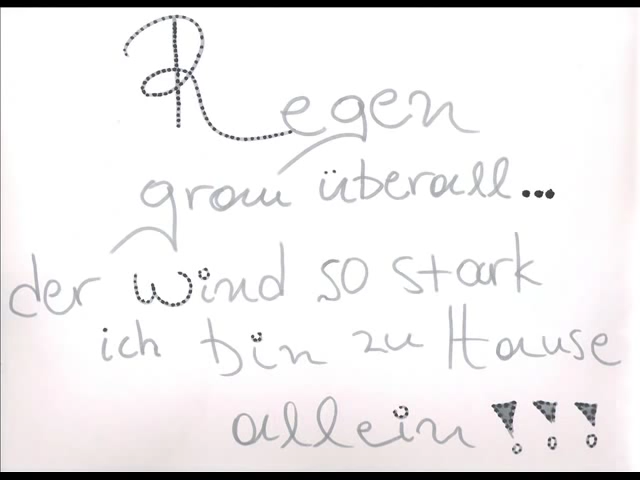 Regen
grau überall...
der Wind so stark
ich bin zu Hause
allein!!!